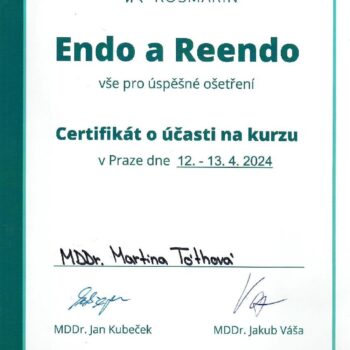 ROSMARIN
Endo a Reendo
vše pro úspěšné ošetření
Certifikát o účasti na kurzu
v Praze dne 12. - 13. 4. 2024
MDDr. Martina Tóthová
MDDr. Jan Kubeček
MDDr. Jakub Váša